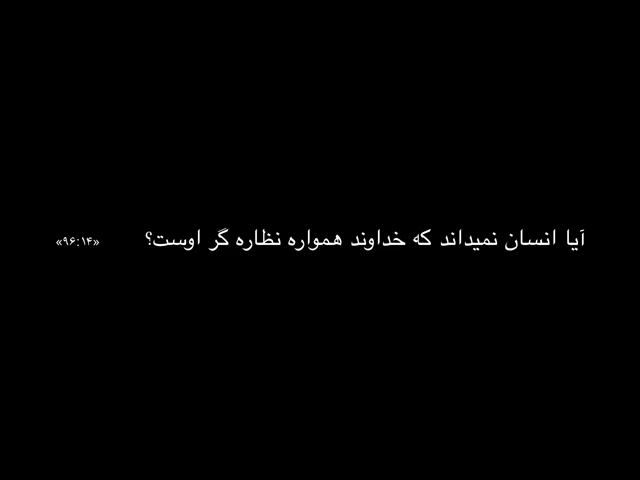 آیا انسان نمیداند که خداوند همواره نظاره گر اوست؟ «۹۶:۱۴»